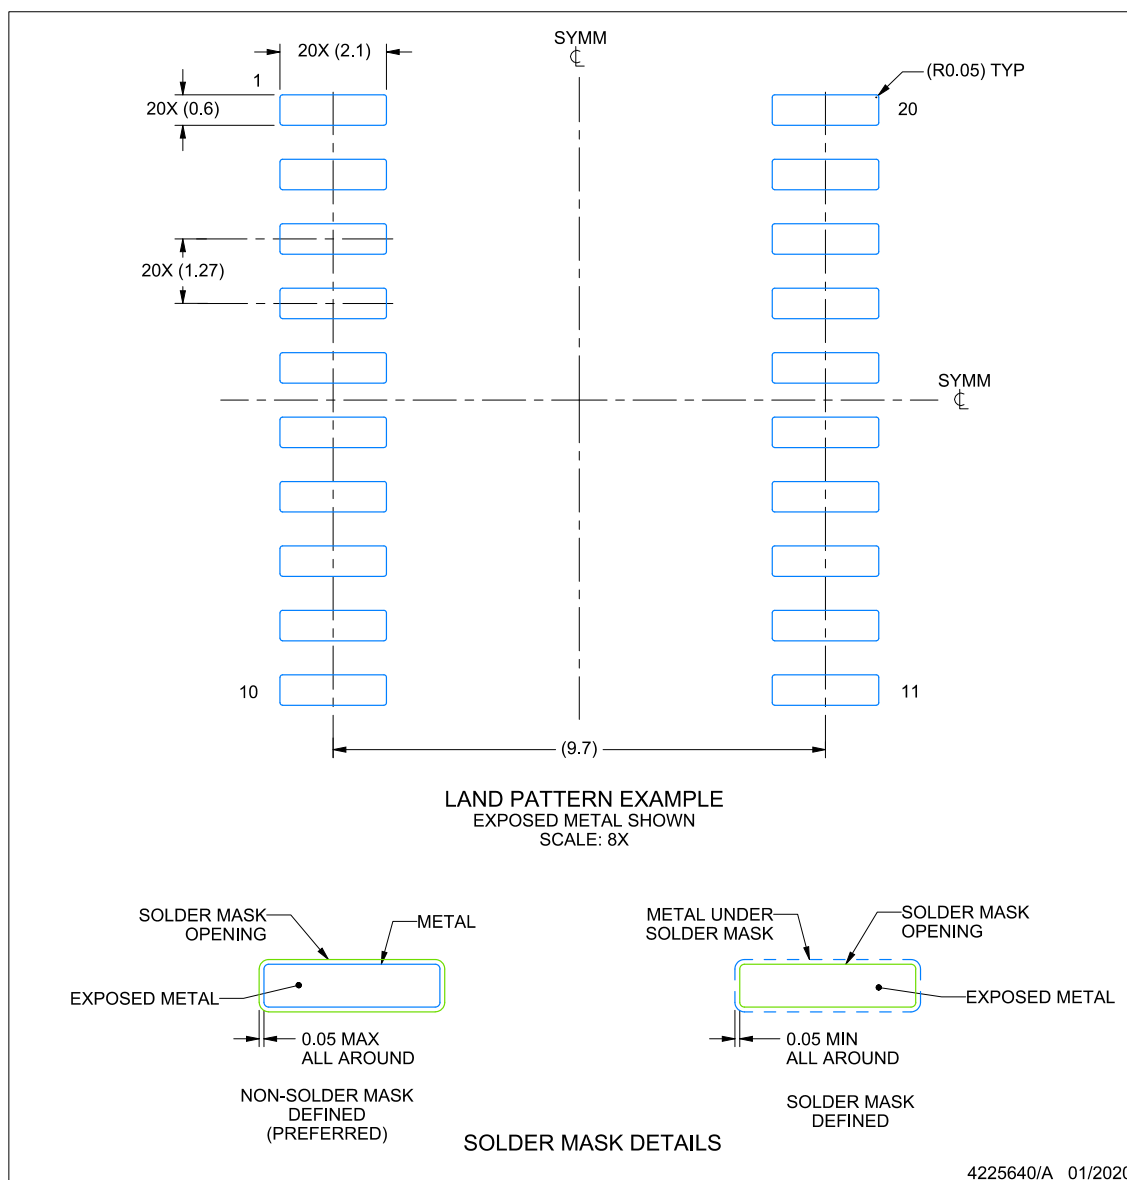 SYMM
℄
20X (2.1)
(R0.05) TYP
1
20X (0.6)
20
20X (1.27)
SYMM
℄
10
11
(9.7)
LAND PATTERN EXAMPLE
EXPOSED METAL SHOWN
SCALE: 8X
SOLDER MASK
OPENING
METAL
EXPOSED METAL
0.05 MAX
ALL AROUND
NON-SOLDER MASK
DEFINED
(PREFERRED)
METAL UNDER
SOLDER MASK
SOLDER MASK
OPENING
EXPOSED METAL
0.05 MIN
ALL AROUND
SOLDER MASK
DEFINED
SOLDER MASK DETAILS
4225640/A 01/2020